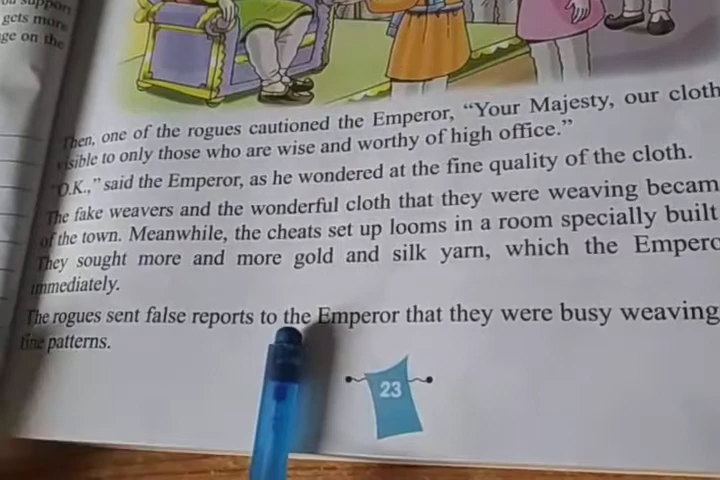 support
gets more
ge on the
Then, one of the rogues cautioned the Emperor, “Your Majesty, our cloth
visible to only those who are wise and worthy of high office.”
“O.K.,” said the Emperor, as he wondered at the fine quality of the cloth.
The fake weavers and the wonderful cloth that they were weaving becam
of the town. Meanwhile, the cheats set up looms in a room specially built
They sought more and more gold and silk yarn, which the Empero
immediately.
The rogues sent false reports to the Emperor that they were busy weaving
fine patterns.
23